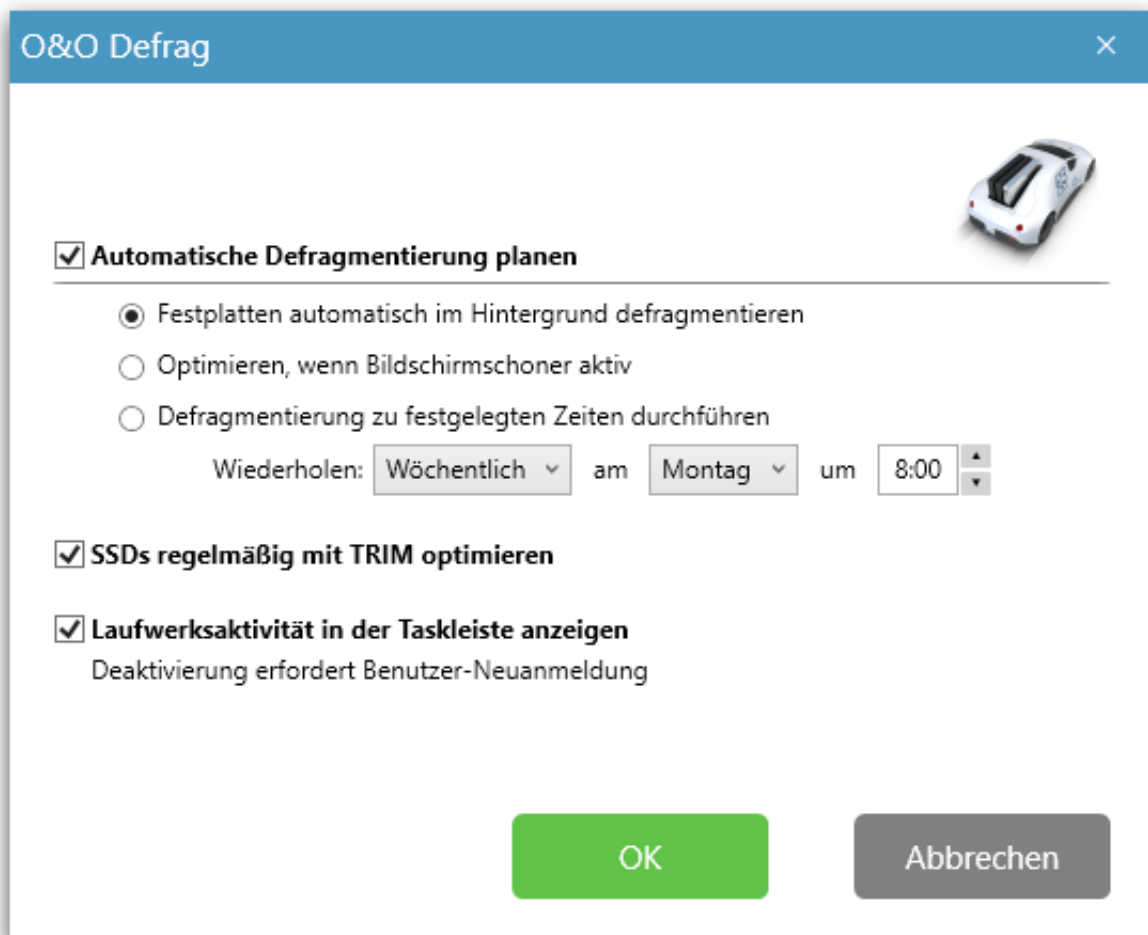 O&O Defrag
Automatische Defragmentierung planen
Festplatten automatisch im Hintergrund defragmentieren
Optimieren, wenn Bildschirmschoner aktiv
Defragmentierung zu festgelegten Zeiten durchführen
Wiederholen: Wöchentlich am Montag um 8:00
SSDs regelmäßig mit TRIM optimieren
Laufwerksaktivität in der Taskleiste anzeigen
Deaktivierung erfordert Benutzer-Neuanmeldung
OK Abbrechen